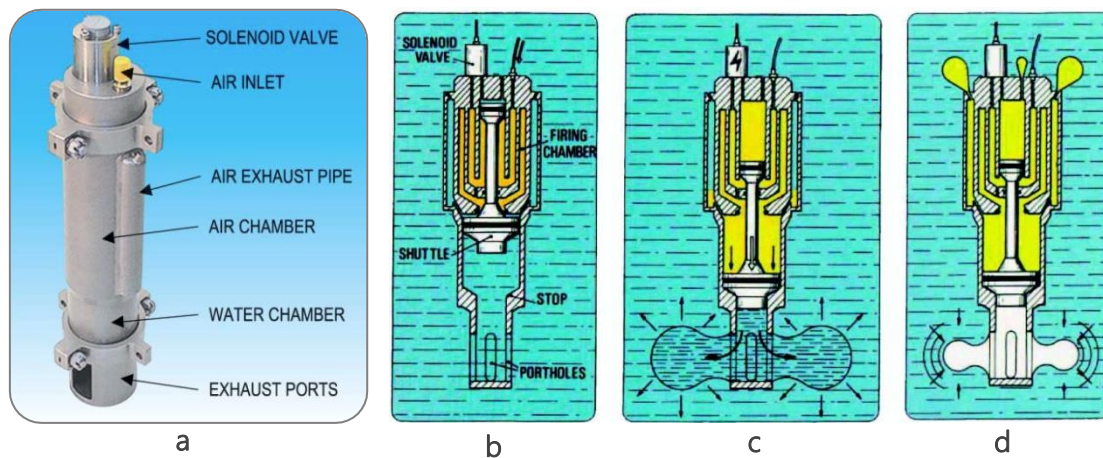 SOLENOID VALVE
AIR INLET
AIR EXHAUST PIPE
AIR CHAMBER
WATER CHAMBER
EXHAUST PORTS
a
SOLENOID
VALVE
FIRING
CHAMBER
SHUTTLE
STOP
PORTHOLES
b
c
d